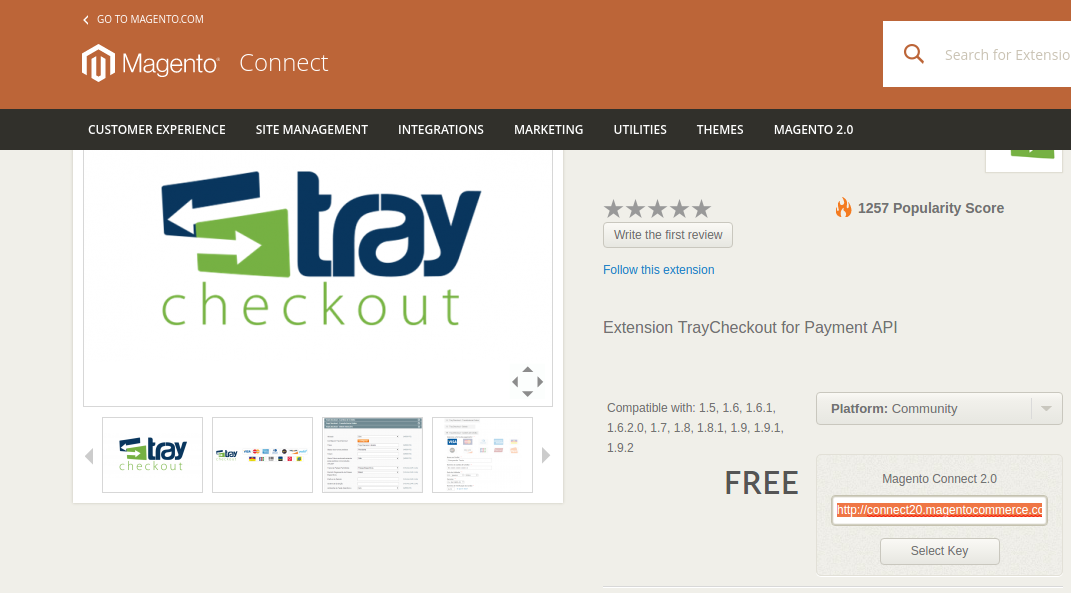 GO TO MAGENTO.COM
Magento Connect
Search for Extensio
CUSTOMER EXPERIENCE SITE MANAGEMENT INTEGRATIONS MARKETING UTILITIES THEMES MAGENTO 2.0
tray
checkout
1257 Popularity Score
Write the first review
Follow this extension
Extension TrayCheckout for Payment API
Compatible with: 1.5, 1.6, 1.6.1,
1.6.2.0, 1.7, 1.8, 1.8.1, 1.9, 1.9.1,
1.9.2
Platform: Community
FREE
Magento Connect 2.0
http://connect20.magentocommerce.co
Select Key
tray
checkout
tray
VISA